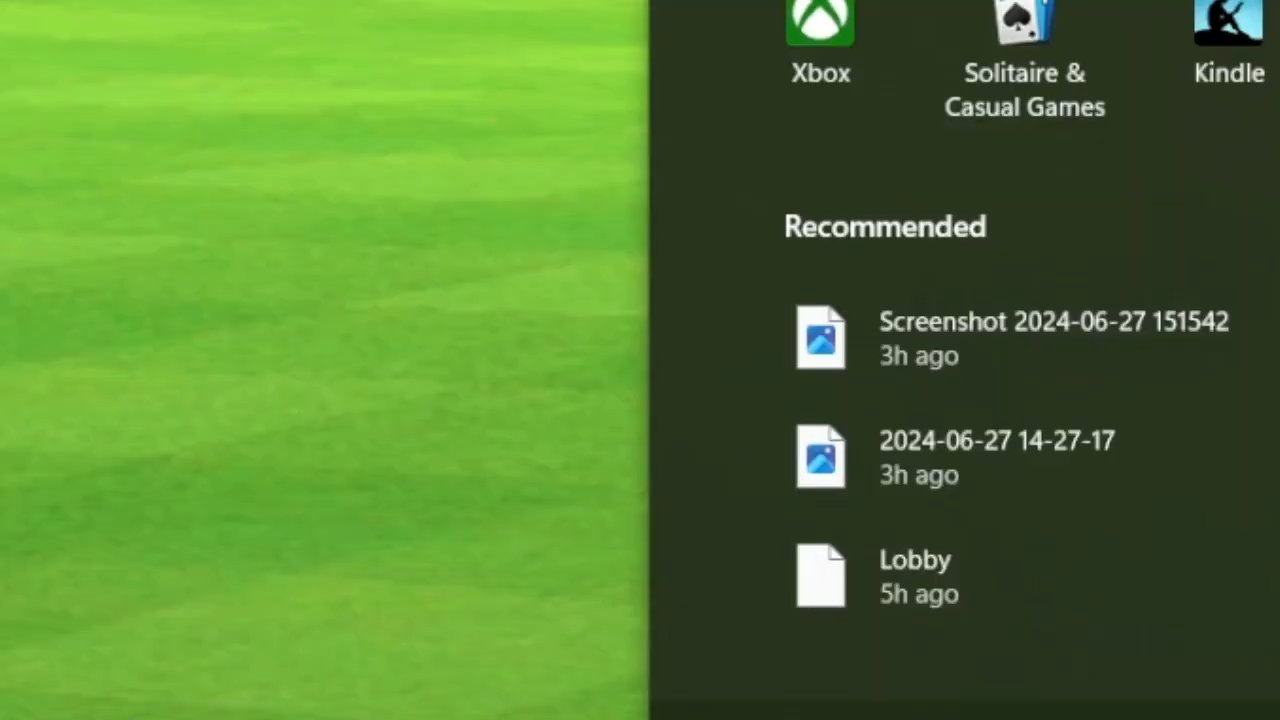 Xbox
Solitaire &
Casual Games
Kindle
Recommended
Screenshot 2024-06-27 151542
3h ago
2024-06-27 14-27-17
3h ago
Lobby
5h ago